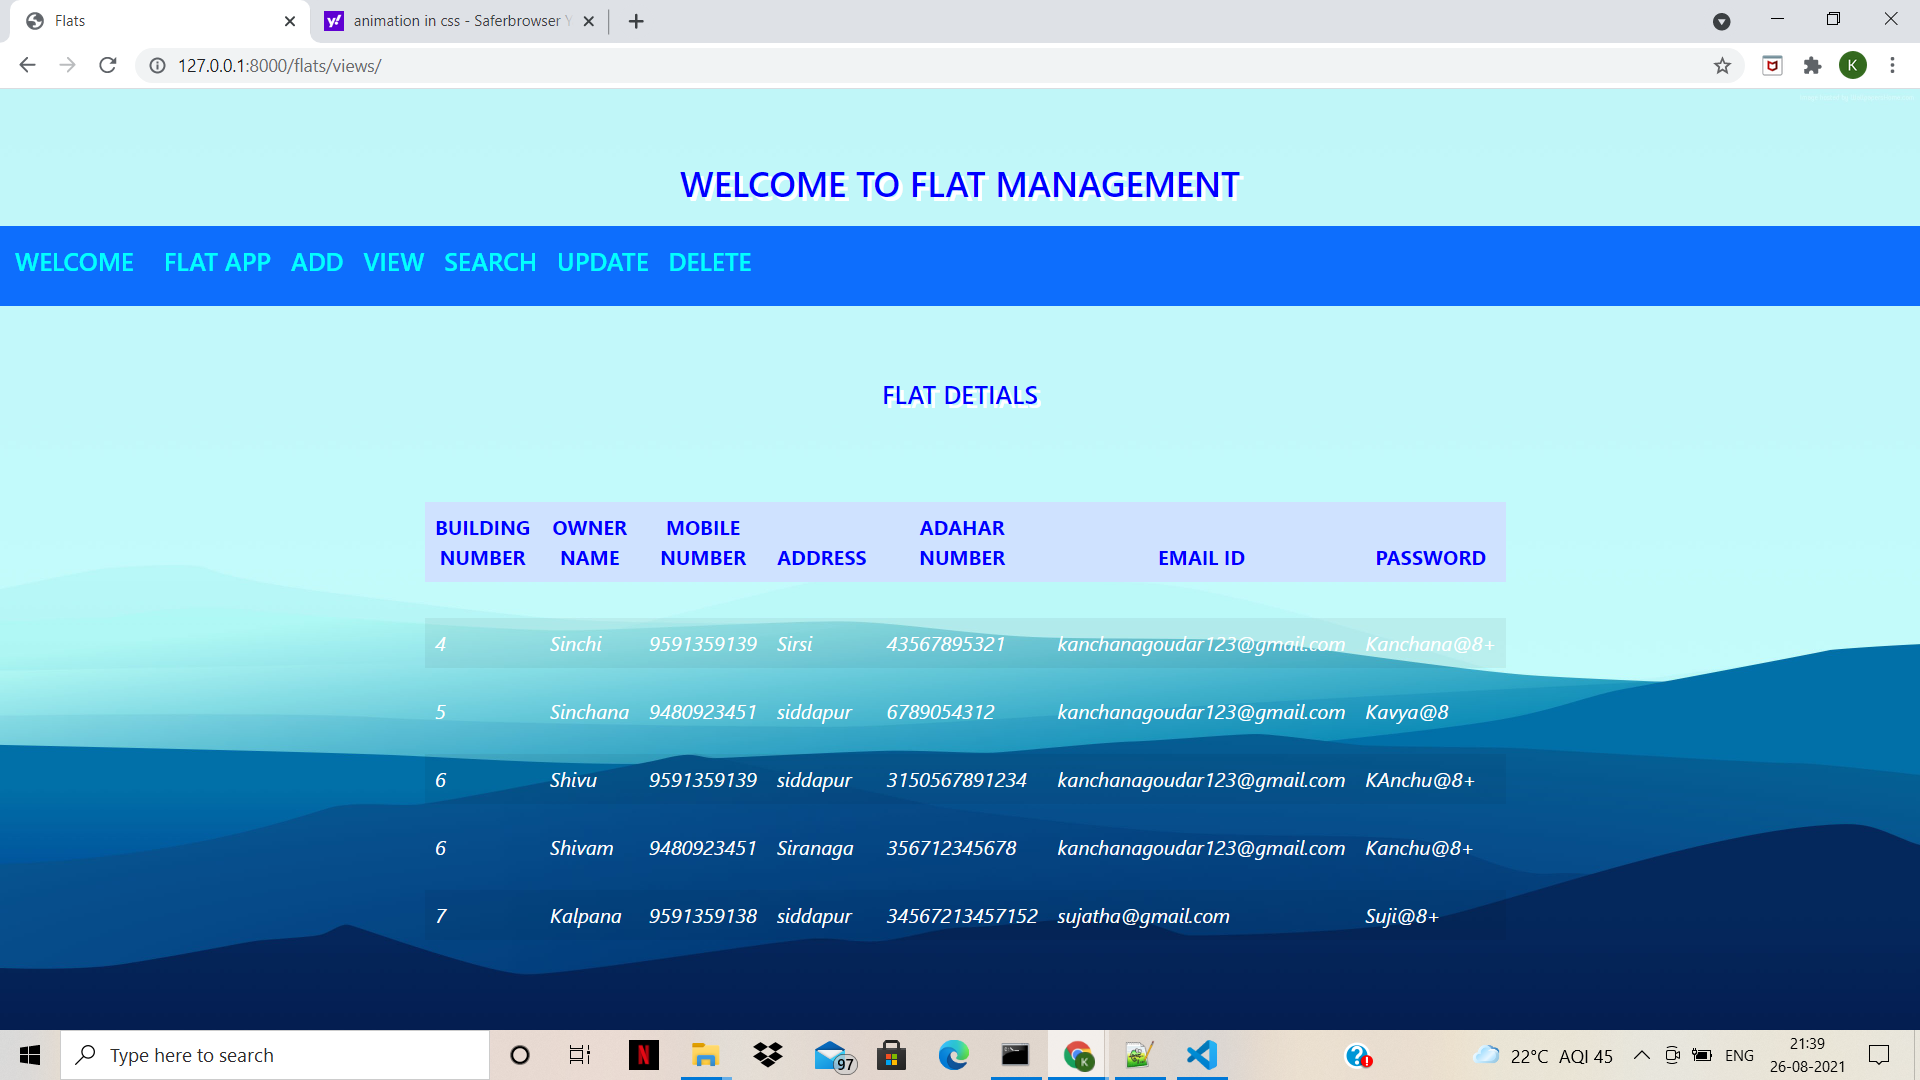 Flats
animation in css - Saferbrowser Y
127.0.0.1:8000/flats/views/
K
WELCOME TO FLAT MANAGEMENT
WELCOME FLAT APP ADD VIEW SEARCH UPDATE DELETE
FLAT DETIALS
BUILDING NUMBER OWNER NAME MOBILE NUMBER ADDRESS ADAHAR NUMBER EMAIL ID PASSWORD
4 Sinchi 9591359139 Sirsi 43567895321 kanchanagoudar123@gmail.com Kanchana@8+
5 Sinchana 9480923451 siddapur 6789054312 kanchanagoudar123@gmail.com Kavya@8
6 Shivu 9591359139 siddapur 3150567891234 kanchanagoudar123@gmail.com KAnchu@8+
6 Shivam 9480923451 Siranaga 356712345678 kanchanagoudar123@gmail.com Kanchu@8+
7 Kalpana 9591359138 siddapur 34567213457152 sujatha@gmail.com Suji@8+
Type here to search
97
22°C AQI 45
ENG
21:39
26-08-2021